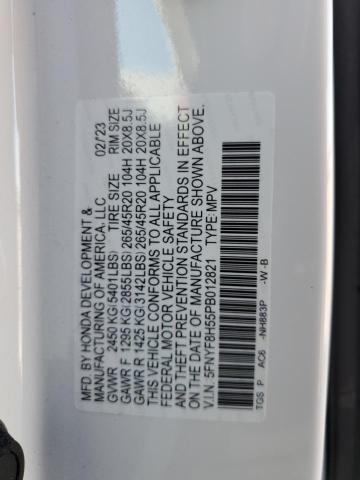 MFD. BY HONDA DEVELOPMENT & 02/23
MANUFACTURING OF AMERICA, LLC
GVWR 2450 KG(5401LBS) TIRE SIZE RIM SIZE
GAWR F 1295 KG(2855LBS) 265/45R20 104H 20X8.5J
GAWR R 1425 KG(3142LBS) 265/45R20 104H 20X8.5J
THIS VEHICLE CONFORMS TO ALL APPLICABLE
FEDERAL MOTOR VEHICLE SAFETY
AND THEFT PREVENTION STANDARDS IN EFFECT
ON THE DATE OF MANUFACTURE SHOWN ABOVE.
V.I.N. 5FNYF8H55PB012821 TYPE:MPV
TGS P AC6 -NH883P -W -B